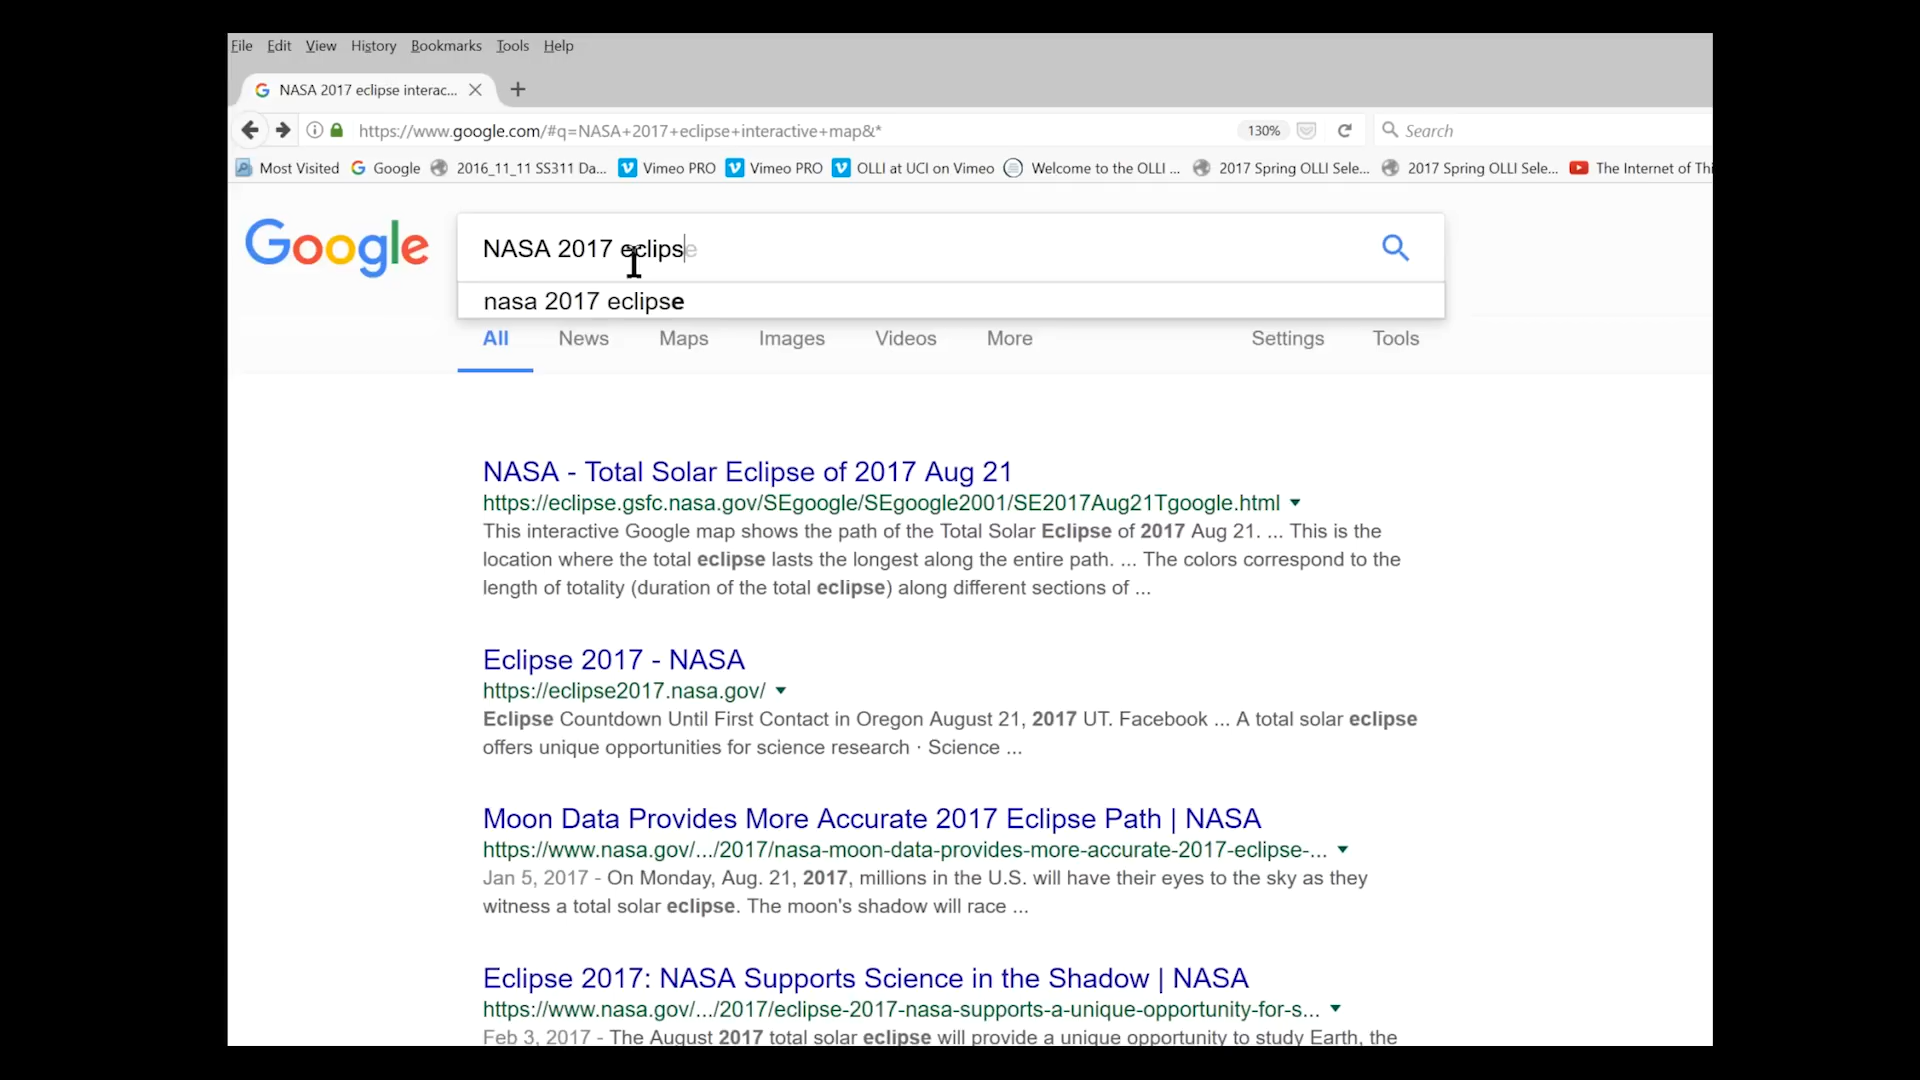 File Edit View History Bookmarks Tools Help
NASA 2017 eclipse interac...
https://www.google.com/#q=NASA+2017+eclipse+interactive+map&* 130% Search
Most Visited Google 2016_11_11 SS311 Da... Vimeo PRO Vimeo PRO OLLI at UCI on Vimeo Welcome to the OLLI ... 2017 Spring OLLI Sele... 2017 Spring OLLI Sele... The Internet of Thi
Google NASA 2017 eclipse
nasa 2017 eclipse
All News Maps Images Videos More Settings Tools
NASA - Total Solar Eclipse of 2017 Aug 21
https://eclipse.gsfc.nasa.gov/SEgoogle/SEgoogle2001/SE2017Aug21Tgoogle.html
This interactive Google map shows the path of the Total Solar Eclipse of 2017 Aug 21. ... This is the
location where the total eclipse lasts the longest along the entire path. ... The colors correspond to the
length of totality (duration of the total eclipse) along different sections of ...
Eclipse 2017 - NASA
https://eclipse2017.nasa.gov/
Eclipse Countdown Until First Contact in Oregon August 21, 2017 UT. Facebook ... A total solar eclipse
offers unique opportunities for science research · Science ...
Moon Data Provides More Accurate 2017 Eclipse Path | NASA
https://www.nasa.gov/.../2017/nasa-moon-data-provides-more-accurate-2017-eclipse-...
Jan 5, 2017 - On Monday, Aug. 21, 2017, millions in the U.S. will have their eyes to the sky as they
witness a total solar eclipse. The moon's shadow will race ...
Eclipse 2017: NASA Supports Science in the Shadow | NASA
https://www.nasa.gov/.../2017/eclipse-2017-nasa-supports-a-unique-opportunity-for-s...
Feb 3, 2017 - The August 2017 total solar eclipse will provide a unique opportunity to study Earth, the